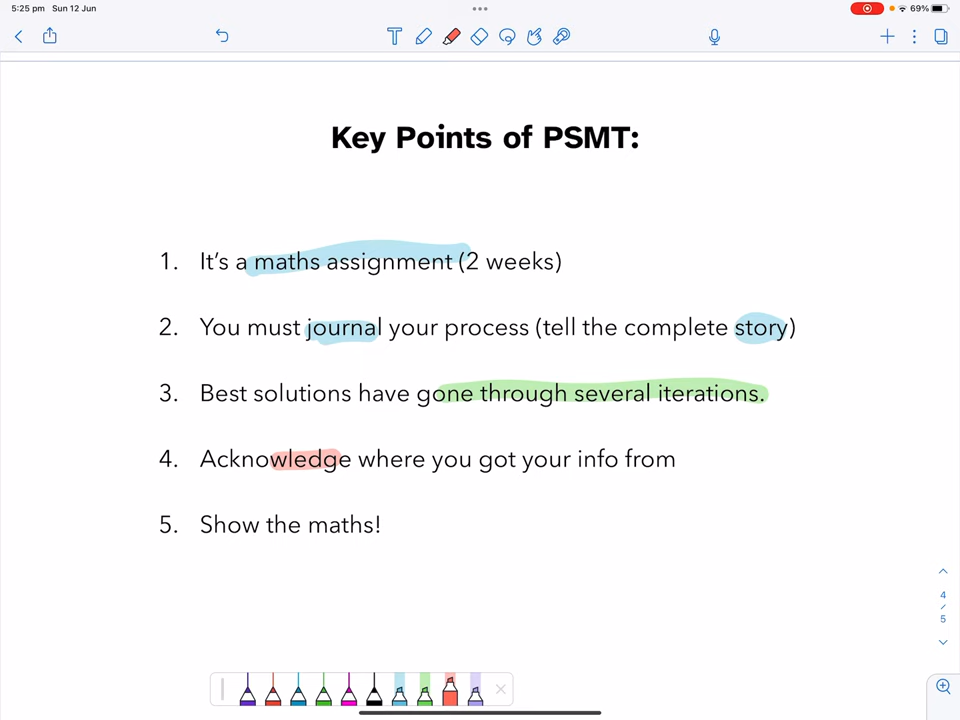 5:25 pm Sun 12 Jun
69%
Key Points of PSMT:
1. It's a maths assignment (2 weeks)
2. You must journal your process (tell the complete story)
3. Best solutions have gone through several iterations.
4. Acknowledge where you got your info from
5. Show the maths!
4
/
5